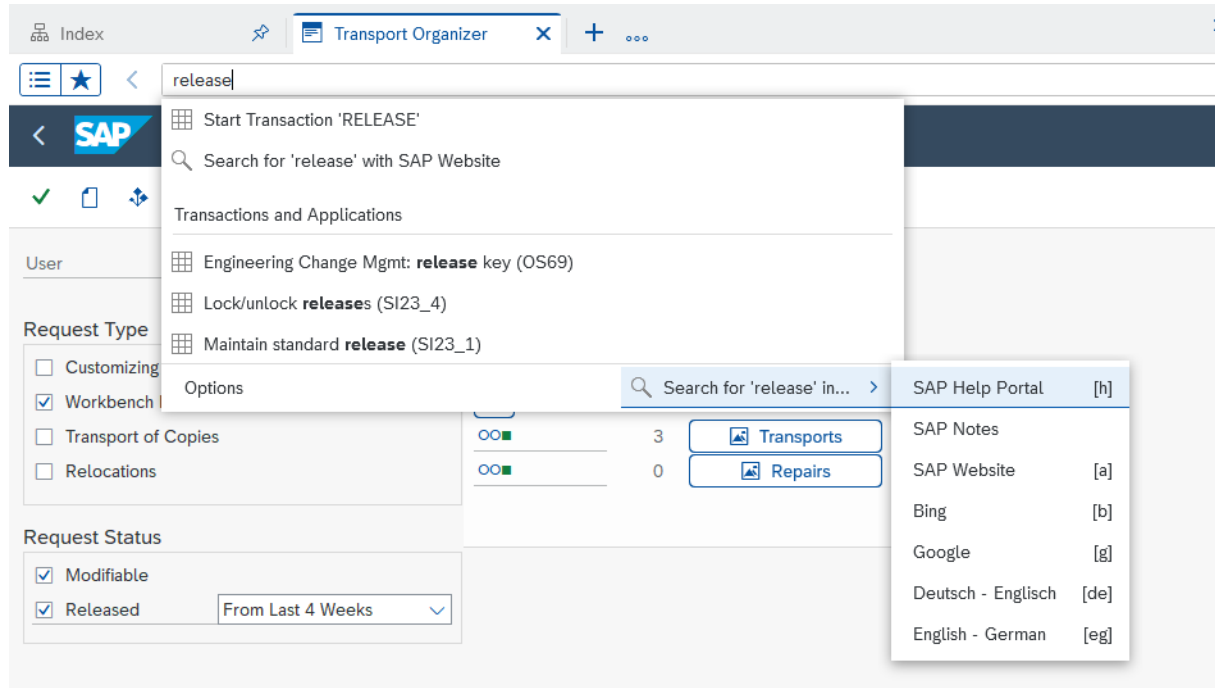 Index
Transport Organizer
release
SAP
Start Transaction 'RELEASE'
Search for 'release' with SAP Website
Transactions and Applications
Engineering Change Mgmt: release key (OS69)
Lock/unlock releases (SI23_4)
Maintain standard release (SI23_1)
Options
Search for 'release' in...
SAP Help Portal [h]
SAP Notes
SAP Website [a]
Bing [b]
Google [g]
Deutsch - Englisch [de]
English - German [eg]
User
Request Type
Customizing
Workbench
Transport of Copies
3 Transports
Relocations
0 Repairs
Request Status
Modifiable
Released From Last 4 Weeks